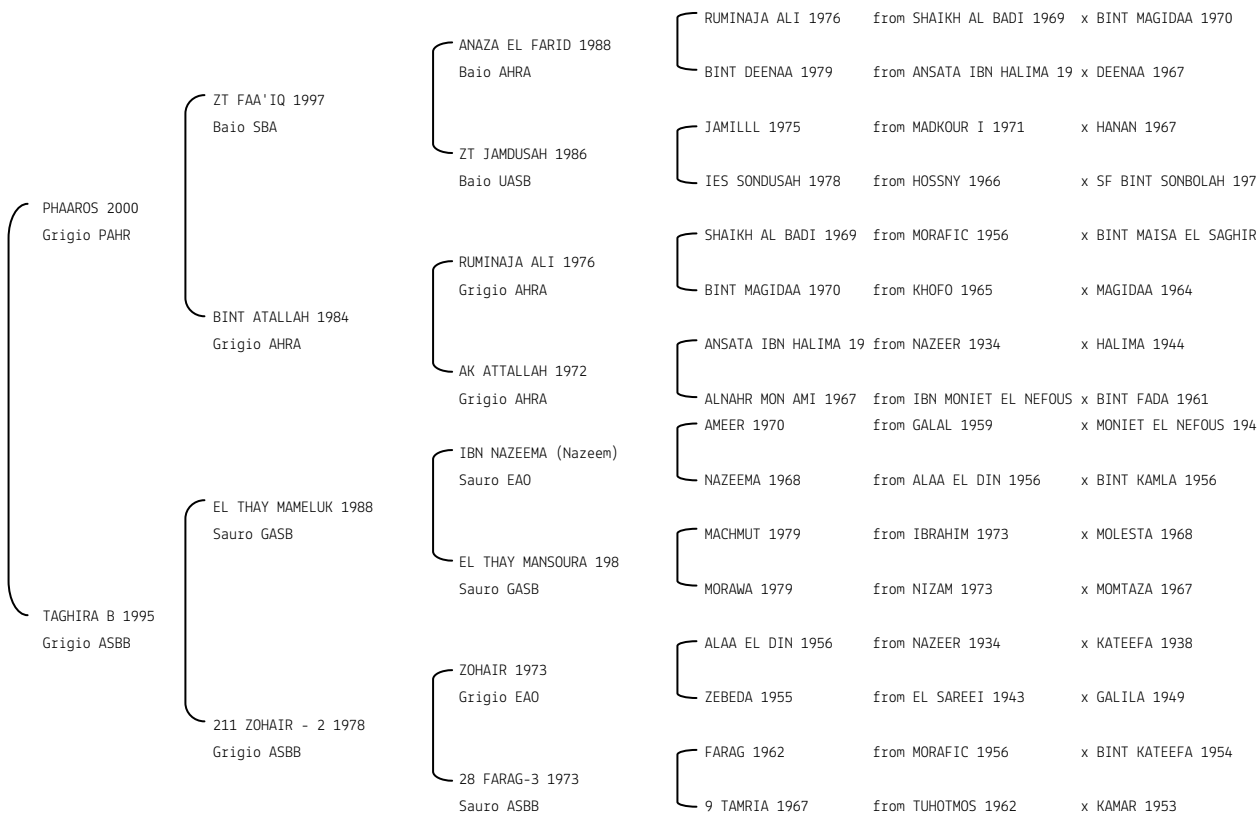 RUMINAJA ALI 1976 from SHAIKH AL BADI 1969 x BINT MAGIDAA 1970
ANAZA EL FARID 1988
Baio AHRA
BINT DEENAA 1979 from ANSATA IBN HALIMA 19 x DEENAA 1967
ZT FAA'IQ 1997
Baio SBA
JAMILLL 1975 from MADKOUR I 1971 x HANAN 1967
ZT JAMDUSAH 1986
Baio UASB
IES SONDUSAH 1978 from HOSSNY 1966 x SF BINT SONBOLAH 197
PHAAROS 2000
Grigio PAHR
SHAIKH AL BADI 1969 from MORAFIC 1956 x BINT MAISA EL SAGHIR
RUMINAJA ALI 1976
Grigio AHRA
BINT MAGIDAA 1970 from KHOFO 1965 x MAGIDAA 1964
BINT ATALLAH 1984
Grigio AHRA
ANSATA IBN HALIMA 19 from NAZEER 1934 x HALIMA 1944
AK ATTALLAH 1972
Grigio AHRA
ALNAHR MON AMI 1967 from IBN MONIET EL NEFOUS x BINT FADA 1961
AMEER 1970 from GALAL 1959 x MONIET EL NEFOUS 194
IBN NAZEEMA (Nazeem)
Sauro EAO
NAZEEMA 1968 from ALAA EL DIN 1956 x BINT KAMLA 1956
EL THAY MAMELUK 1988
Sauro GASB
MACHMUT 1979 from IBRAHIM 1973 x MOLESTA 1968
EL THAY MANSOURA 198
Sauro GASB
MORAWA 1979 from NIZAM 1973 x MOMTAZA 1967
TAGHIRA B 1995
Grigio ASBB
ALAA EL DIN 1956 from NAZEER 1934 x KATEEFA 1938
ZOHAIR 1973
Grigio EAO
ZEBEDA 1955 from EL SAREEI 1943 x GALILA 1949
211 ZOHAIR - 2 1978
Grigio ASBB
FARAG 1962 from MORAFIC 1956 x BINT KATEEFA 1954
28 FARAG-3 1973
Sauro ASBB
9 TAMRIA 1967 from TUHOTMOS 1962 x KAMAR 1953